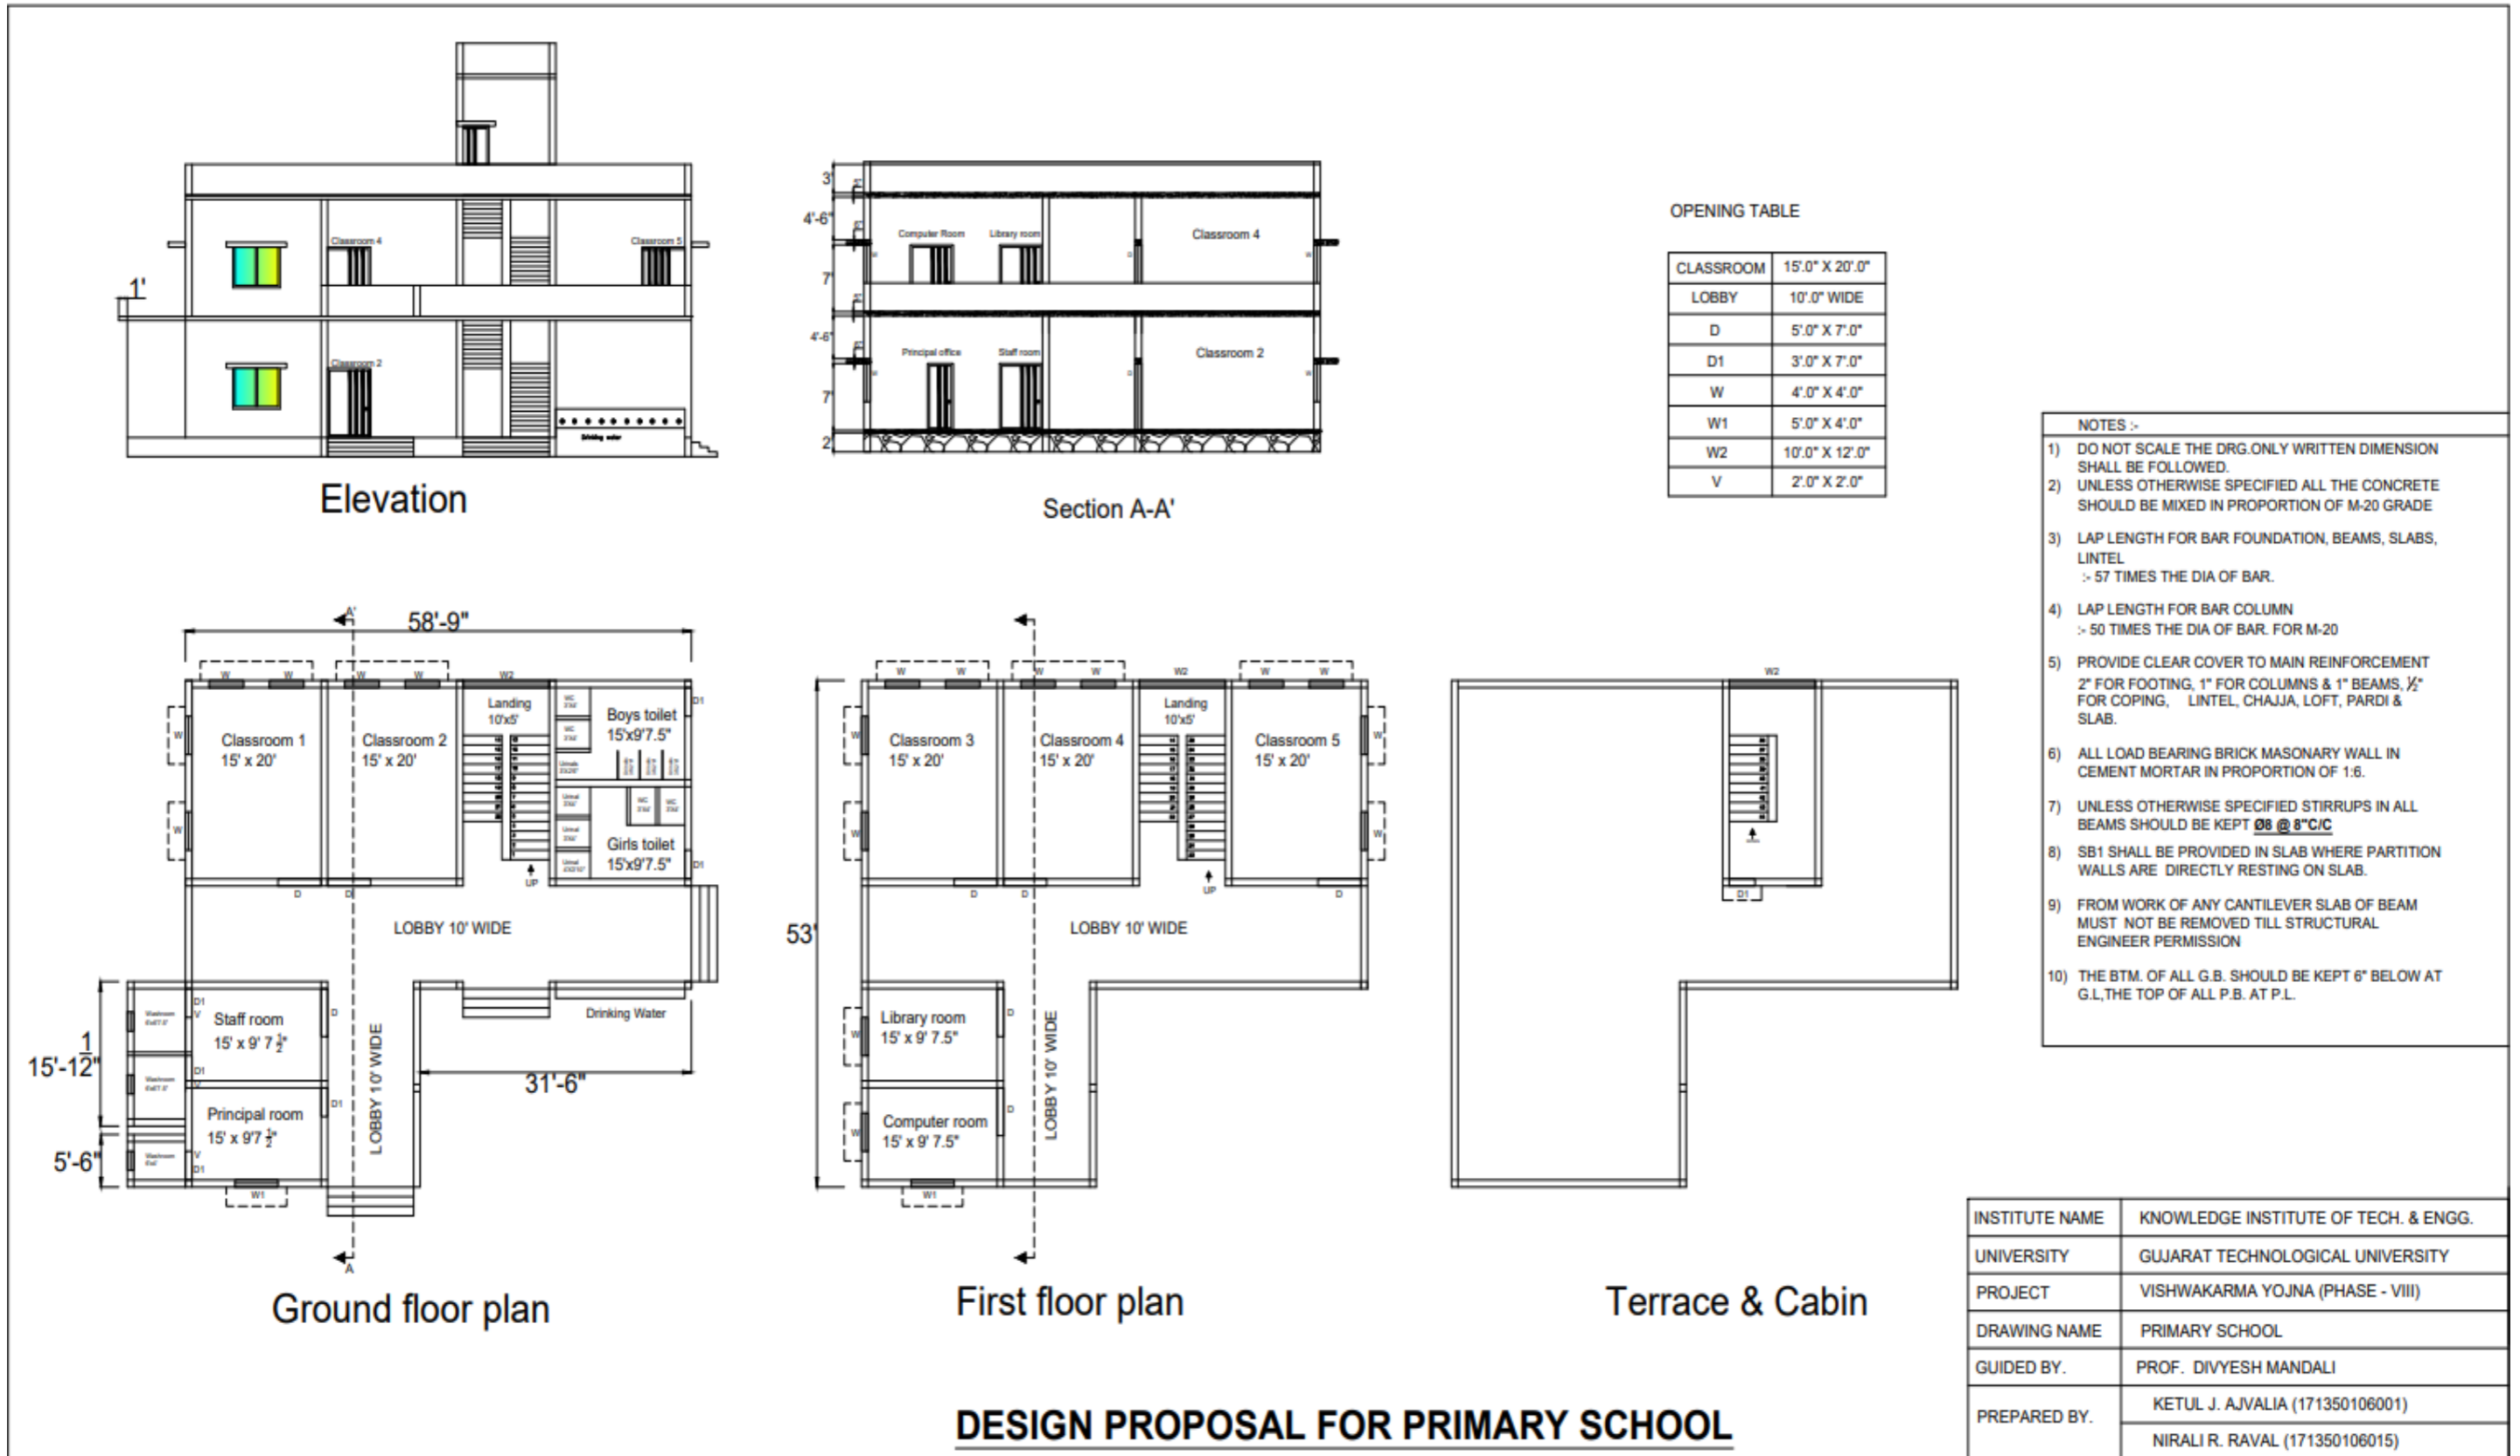 Classroom 4
Classroom 5
1'
Classroom 2
Drinking water
Elevation
3'
4'-6"
7'
4'-6"
7'
2'
Computer Room
Library room
Classroom 4
Principal office
Staff room
Classroom 2
D
W
D
W
Section A-A'
OPENING TABLE
CLASSROOM 15'.0" X 20'.0"
LOBBY 10'.0" WIDE
D 5'.0" X 7'.0"
D1 3'.0" X 7'.0"
W 4'.0" X 4'.0"
W1 5'.0" X 4'.0"
W2 10'.0" X 12'.0"
V 2'.0" X 2'.0"
NOTES :-
1) DO NOT SCALE THE DRG.ONLY WRITTEN DIMENSION
SHALL BE FOLLOWED.
2) UNLESS OTHERWISE SPECIFIED ALL THE CONCRETE
SHOULD BE MIXED IN PROPORTION OF M-20 GRADE
3) LAP LENGTH FOR BAR FOUNDATION, BEAMS, SLABS,
LINTEL
:- 57 TIMES THE DIA OF BAR.
4) LAP LENGTH FOR BAR COLUMN
:- 50 TIMES THE DIA OF BAR. FOR M-20
5) PROVIDE CLEAR COVER TO MAIN REINFORCEMENT
2" FOR FOOTING, 1" FOR COLUMNS & 1" BEAMS, ½"
FOR COPING, LINTEL, CHAJJA, LOFT, PARDI &
SLAB.
6) ALL LOAD BEARING BRICK MASONARY WALL IN
CEMENT MORTAR IN PROPORTION OF 1:6.
7) UNLESS OTHERWISE SPECIFIED STIRRUPS IN ALL
BEAMS SHOULD BE KEPT Ø8 @ 8"C/C
8) SB1 SHALL BE PROVIDED IN SLAB WHERE PARTITION
WALLS ARE DIRECTLY RESTING ON SLAB.
9) FROM WORK OF ANY CANTILEVER SLAB OF BEAM
MUST NOT BE REMOVED TILL STRUCTURAL
ENGINEER PERMISSION
10) THE BTM. OF ALL G.B. SHOULD BE KEPT 6" BELOW AT
G.L,THE TOP OF ALL P.B. AT P.L.
A'
58'-9"
W W W W W2
Landing
10'x5'
Boys toilet
15'x9'7.5"
D1
W
Classroom 1
15' x 20'
Classroom 2
15' x 20'
W
Girls toilet
15'x9'7.5"
D1
UP
D D
LOBBY 10' WIDE
D1
V
Staff room
15' x 9' 7 ½"
D
Drinking Water
15'-1½"
D1
V
LOBBY 10' WIDE
31'-6"
Principal room
15' x 9'7 ½"
D1
5'-6"
V
D1
W1
A
Ground floor plan
W W W W W2 W W
Landing
10'x5'
W
Classroom 3
15' x 20'
Classroom 4
15' x 20'
Classroom 5
15' x 20'
W
W
W
UP
D D D
53'
LOBBY 10' WIDE
Library room
15' x 9' 7.5"
W
D
LOBBY 10' WIDE
Computer room
15' x 9' 7.5"
W
D
W1
First floor plan
W2
D1
Terrace & Cabin
DESIGN PROPOSAL FOR PRIMARY SCHOOL
INSTITUTE NAME KNOWLEDGE INSTITUTE OF TECH. & ENGG.
UNIVERSITY GUJARAT TECHNOLOGICAL UNIVERSITY
PROJECT VISHWAKARMA YOJNA (PHASE - VIII)
DRAWING NAME PRIMARY SCHOOL
GUIDED BY. PROF. DIVYESH MANDALI
PREPARED BY. KETUL J. AJVALIA (171350106001)
NIRALI R. RAVAL (171350106015)